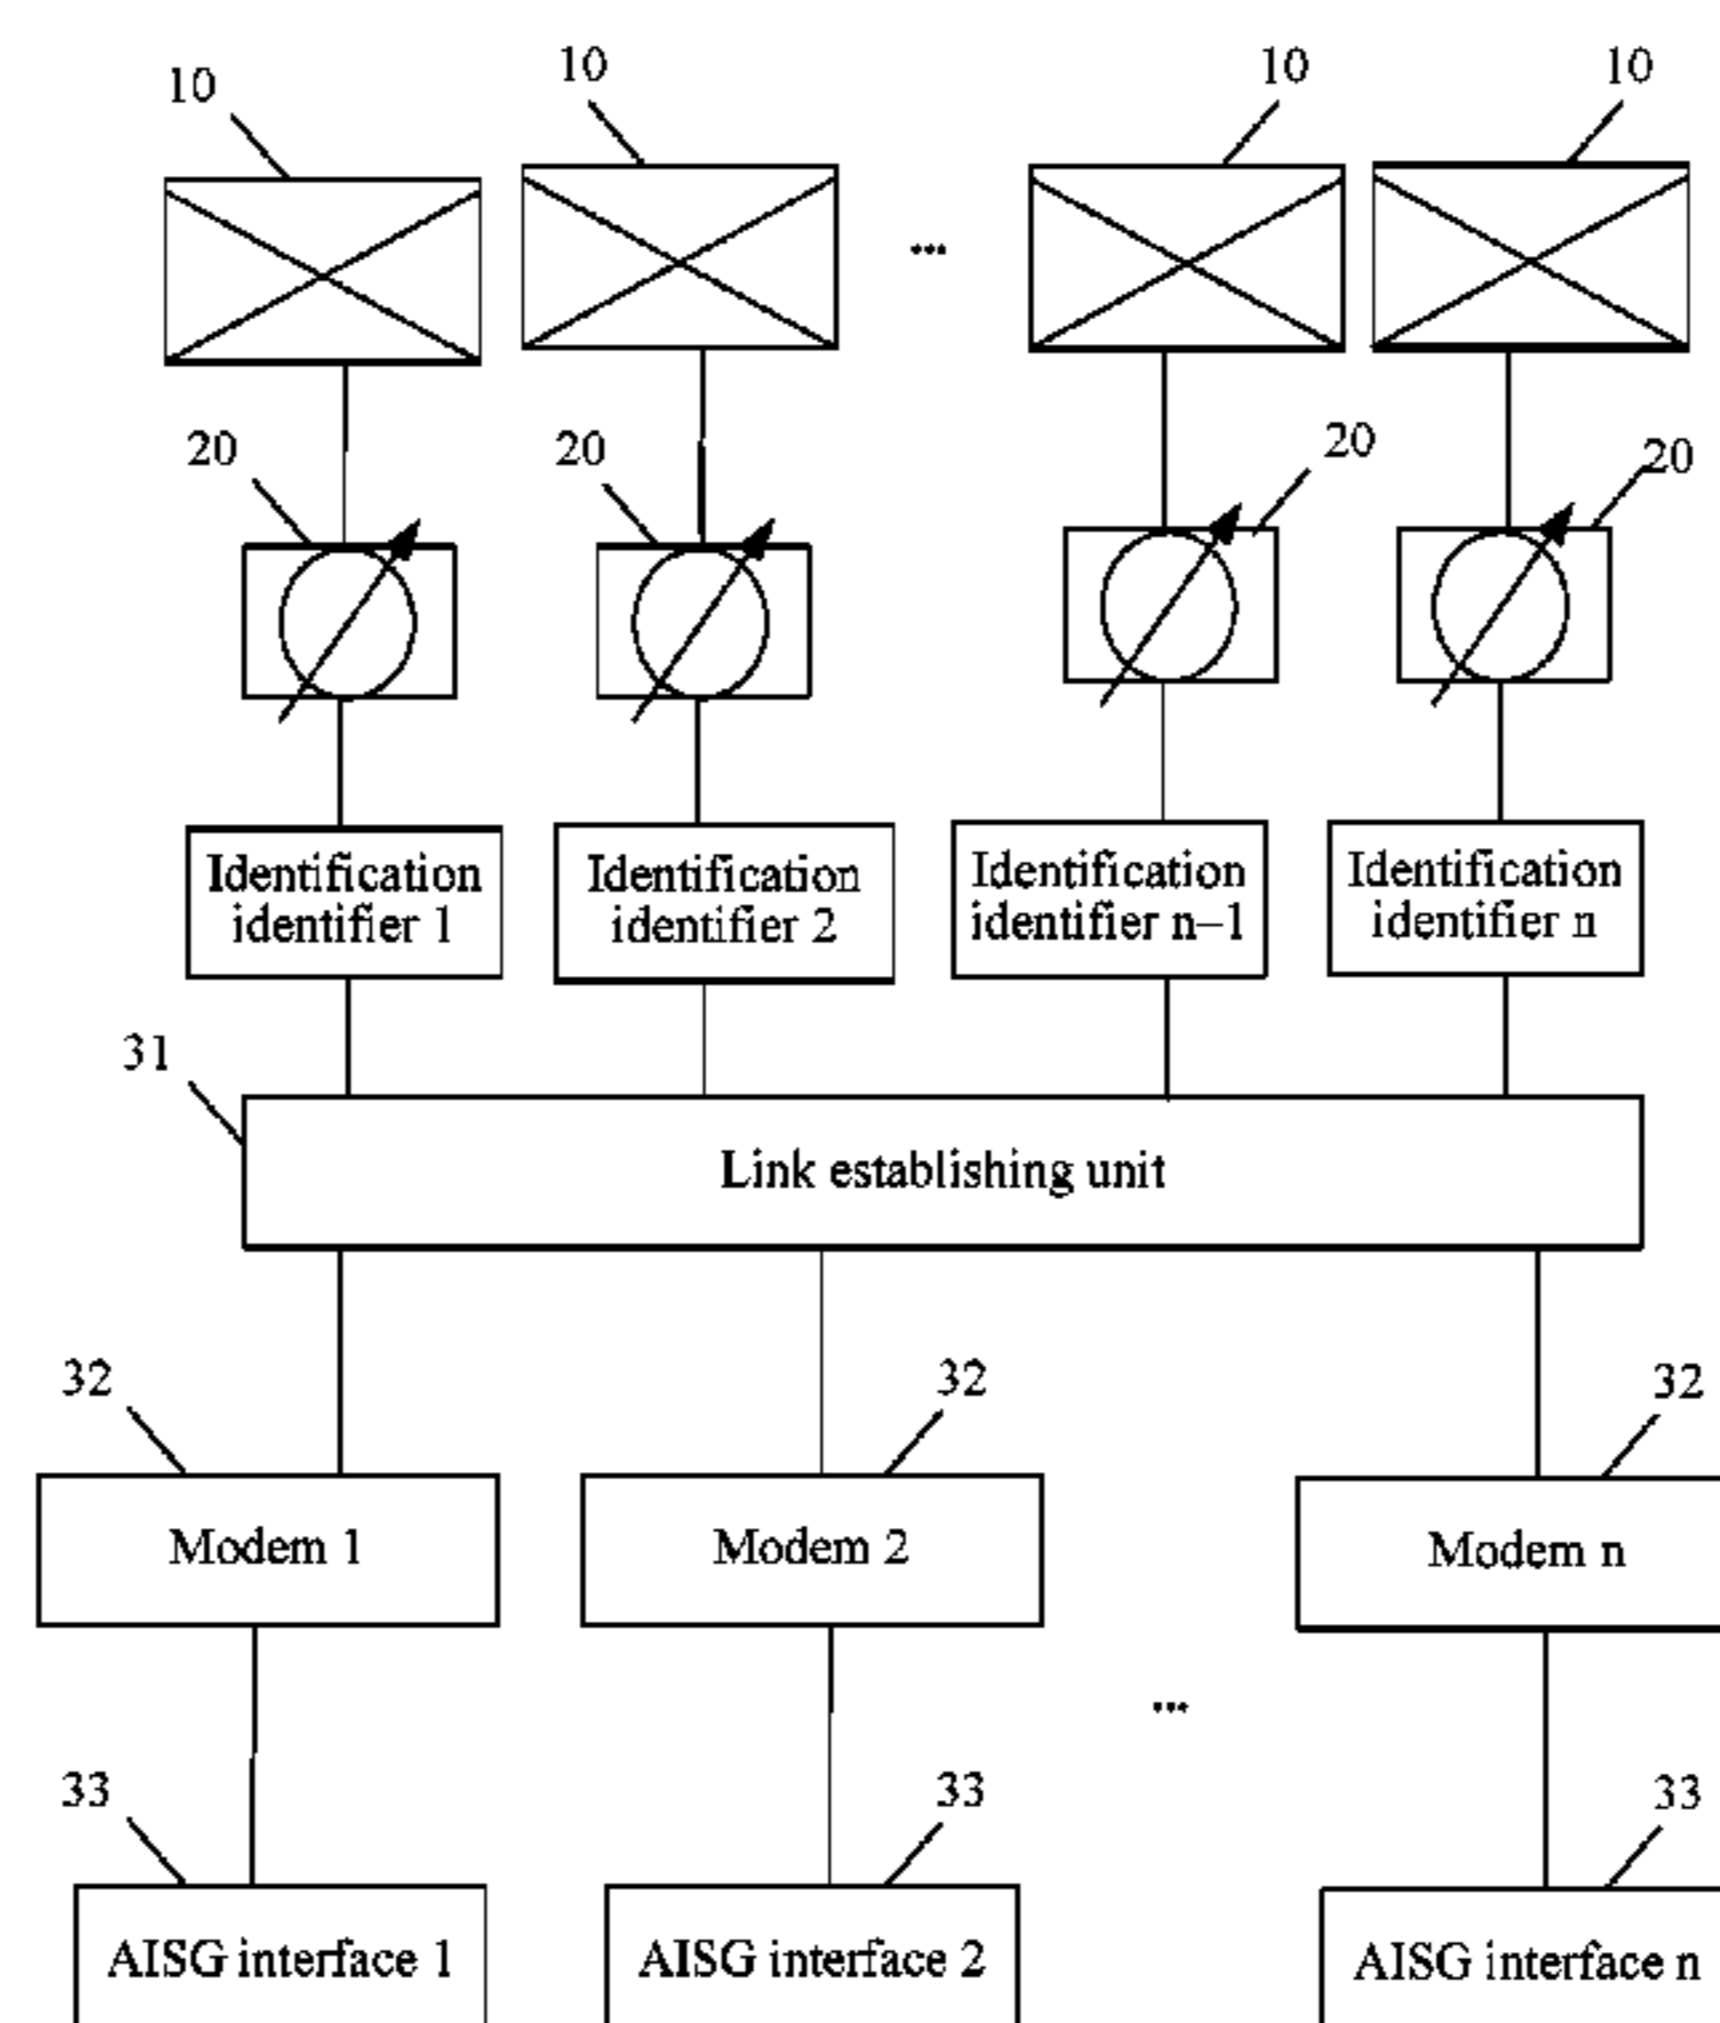 10
10
...
10
10
20
20
20
20
Identification
identifier 1
Identification
identifier 2
Identification
identifier n–1
Identification
identifier n
31
Link establishing unit
32
32
32
Modem 1
Modem 2
Modem n
...
33
33
33
AISG interface 1
AISG interface 2
AISG interface n